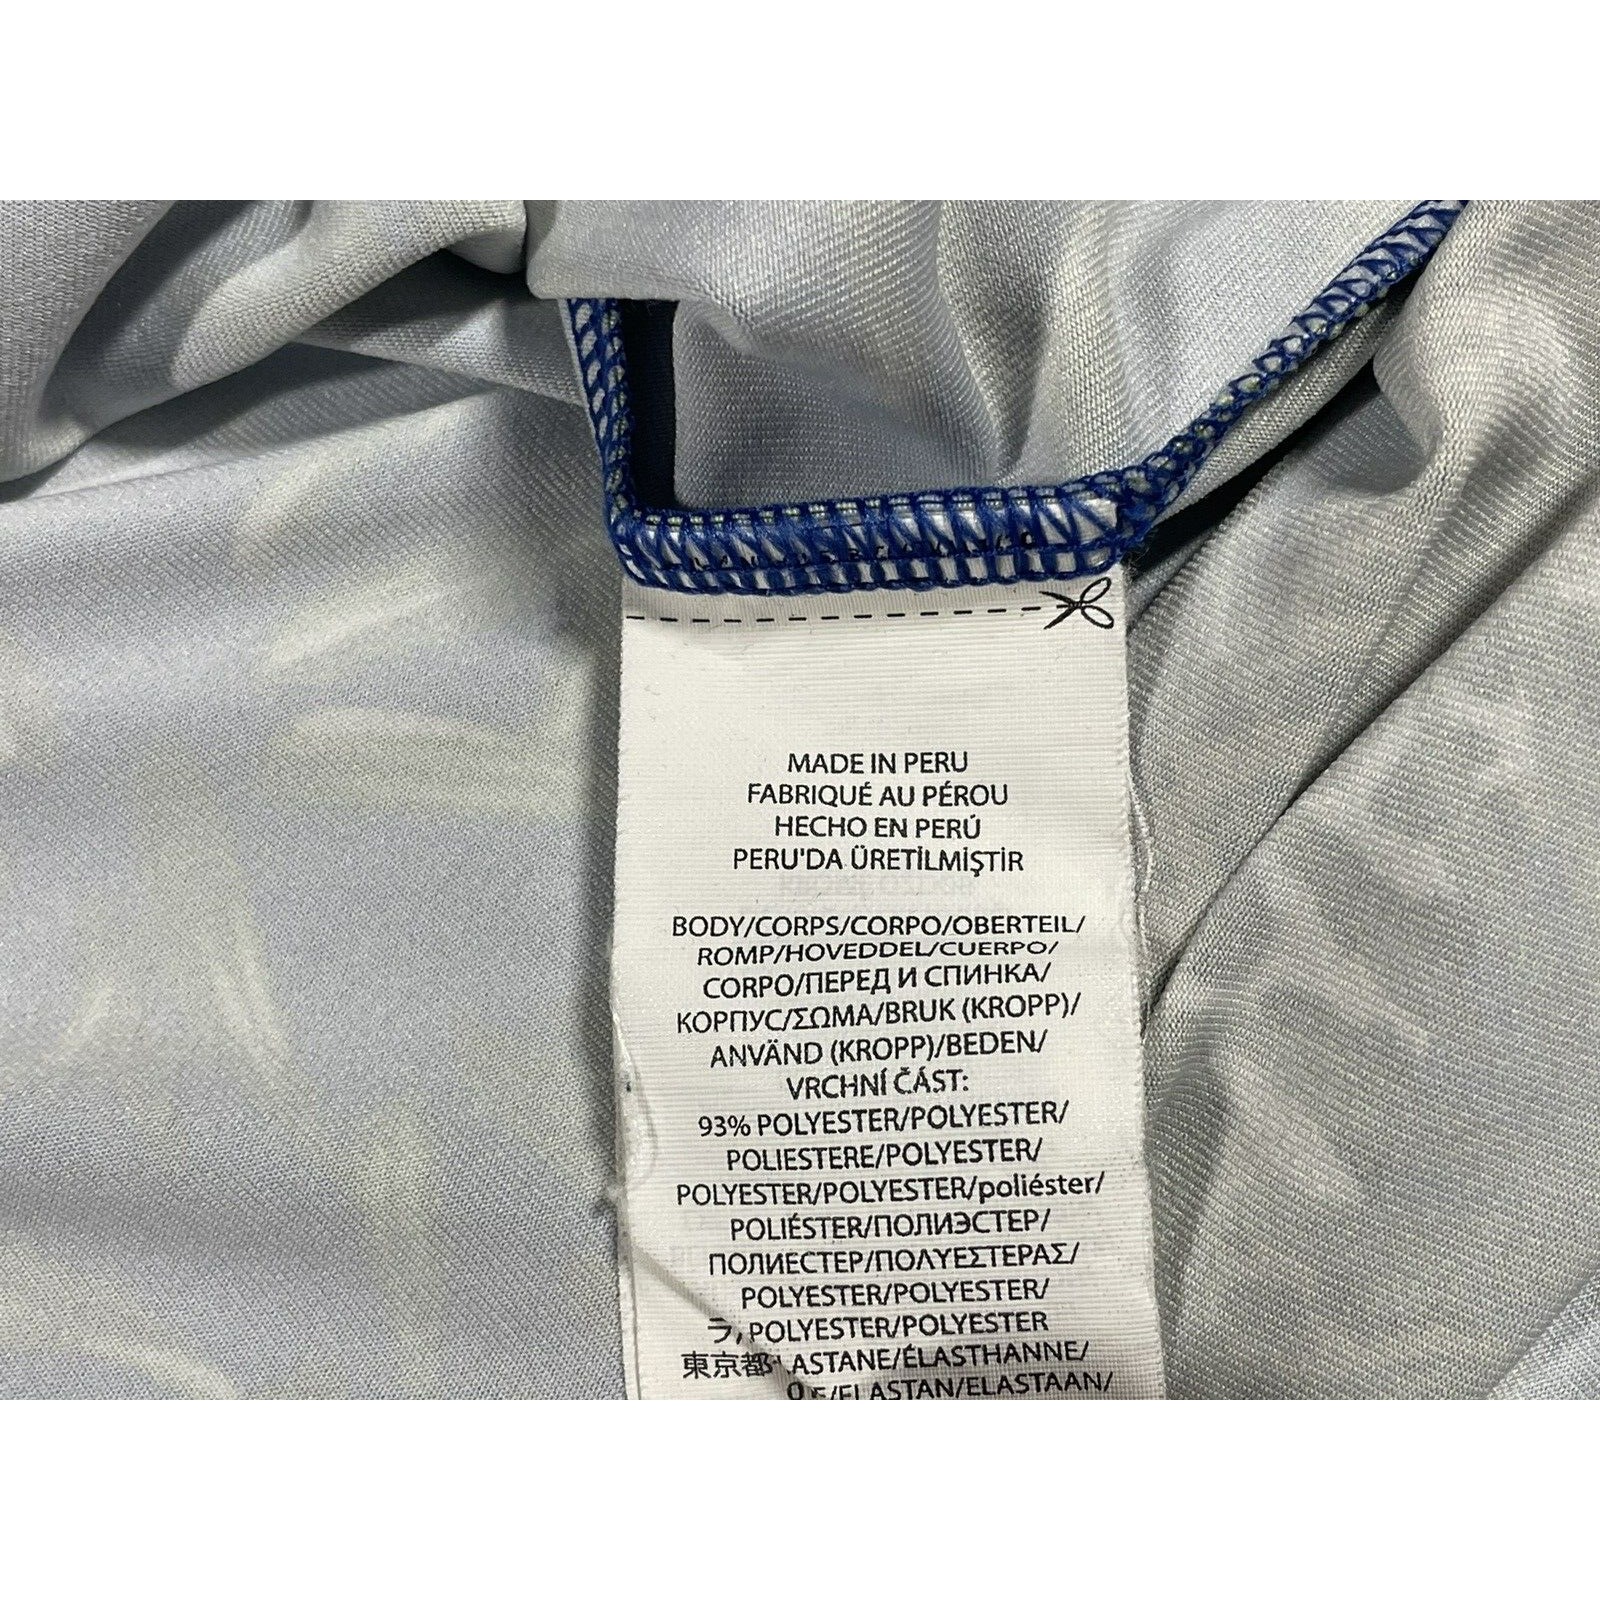 MADE IN PERU
FABRIQUÉ AU PÉROU
HECHO EN PERÚ
PERU'DA ÜRETİLMİŞTİR
BODY/CORPS/CORPO/OBERTEIL/
ROMP/HOVEDDEL/CUERPO/
CORPO/ПЕРЕД И СПИНКА/
КОРПУС/ΣΩΜΑ/BRUK (KROPP)/
ANVÄND (KROPP)/BEDEN/
VRCHNÍ ČÁST:
93% POLYESTER/POLYESTER/
POLIESTERE/POLYESTER/
POLYESTER/POLYESTER/poliéster/
POLIÉSTER/ПОЛИЭСТЕР/
ПОЛИЕСТЕР/ΠΟΛΥΕΣΤΕΡΑΣ/
POLYESTER/POLYESTER/
POLYESTER/POLYESTER
東京都 ASTANE/ÉLASTHANNE/
/ELASTAN/ELASTAAN/